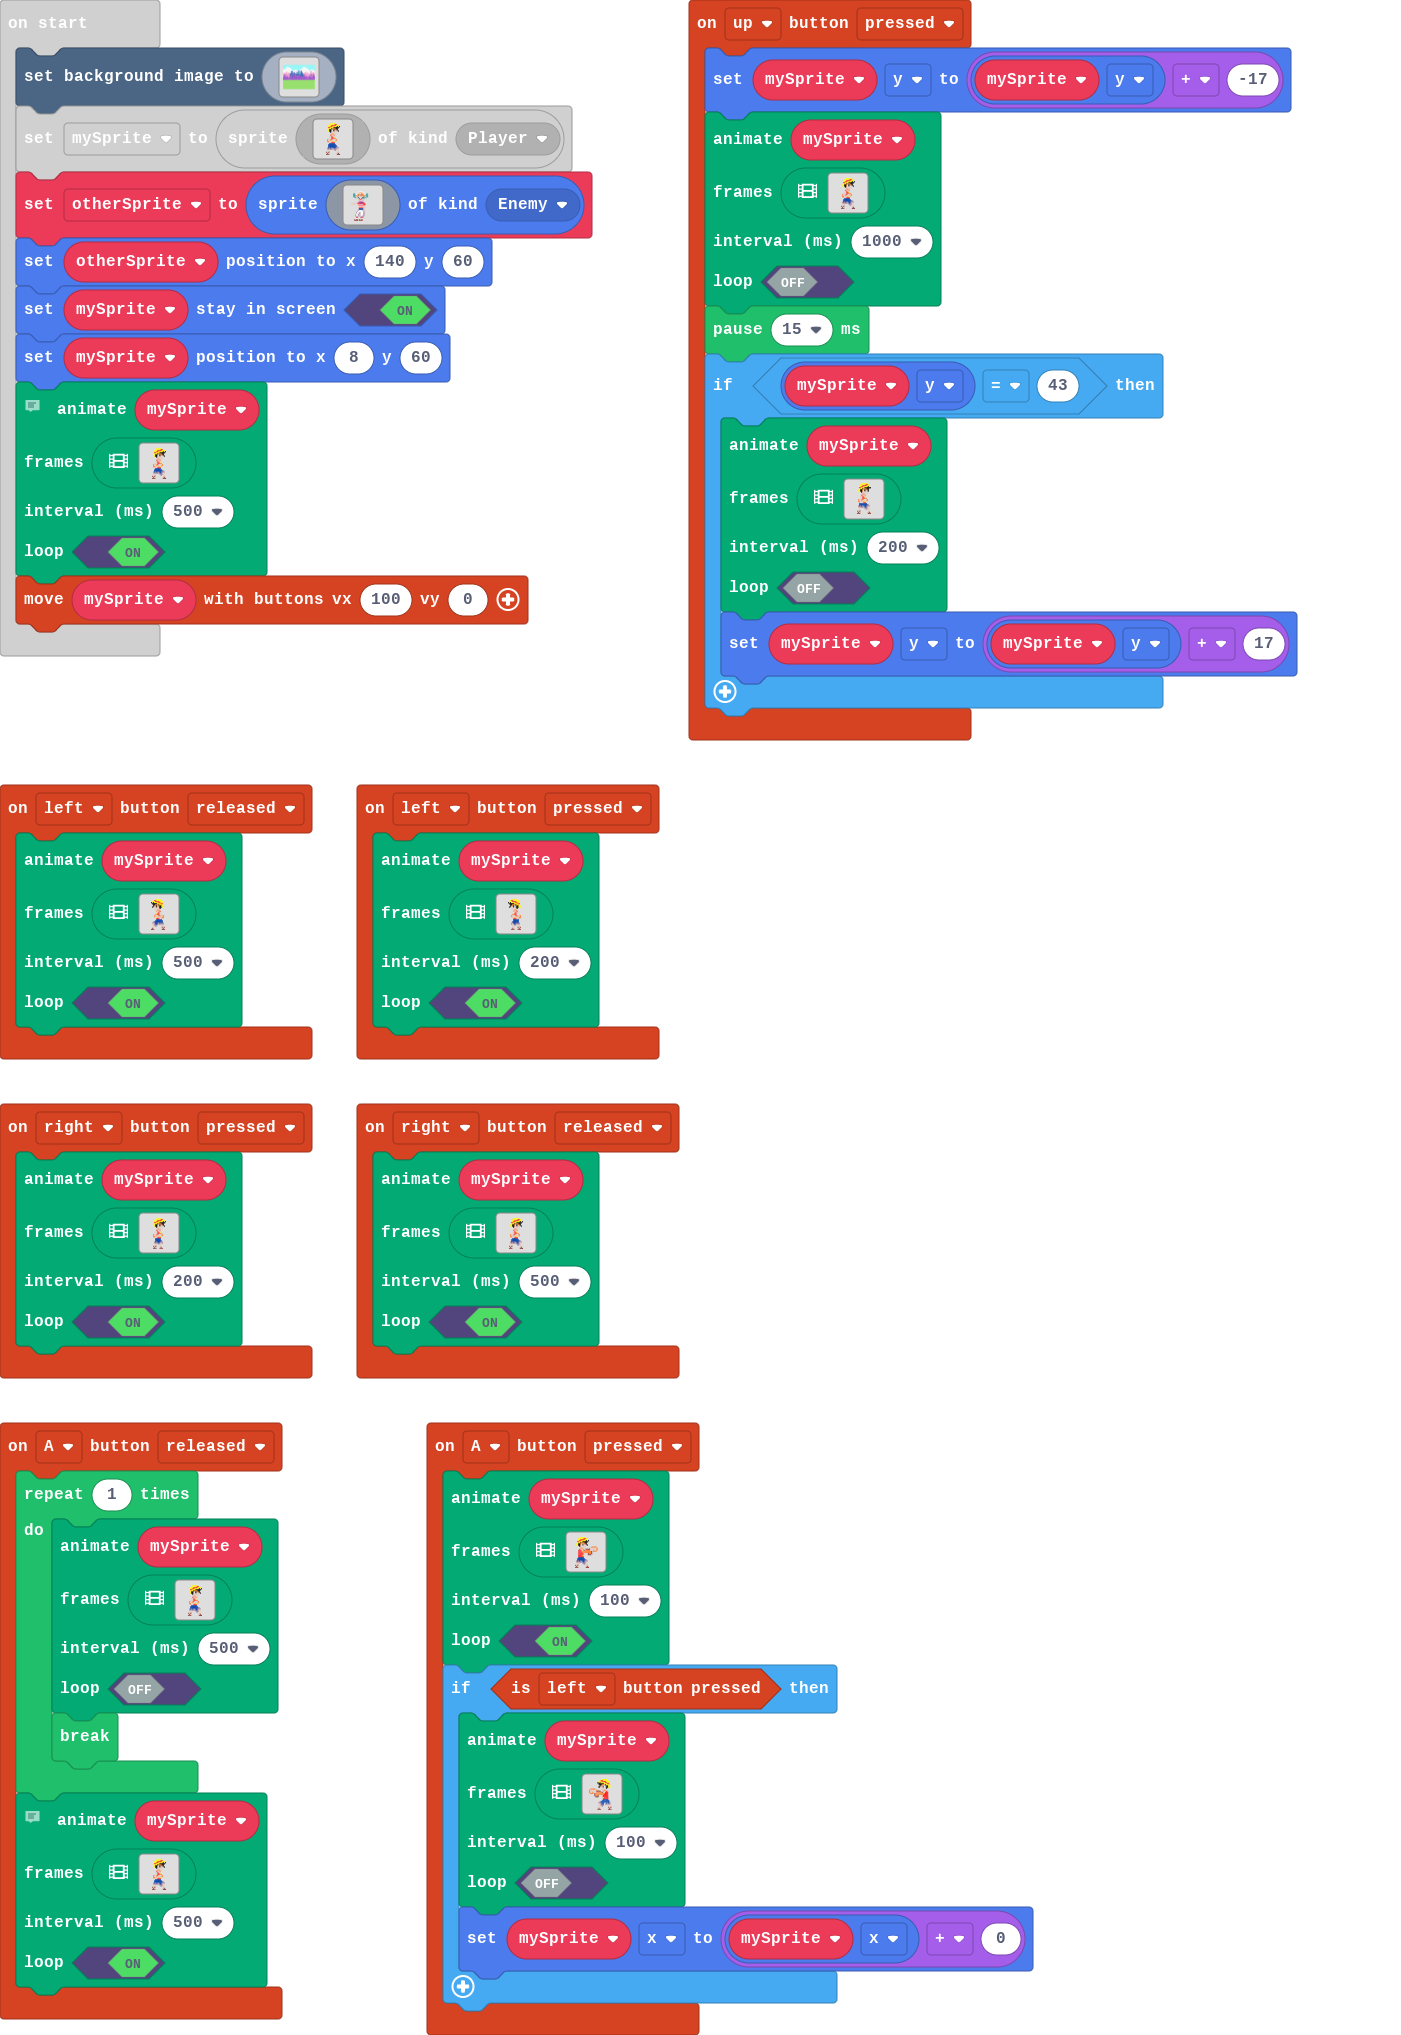 on start
set background image to
set mySprite to sprite of kind Player
set otherSprite to sprite of kind Enemy
set otherSprite position to x 140 y 60
set mySprite stay in screen ON
set mySprite position to x 8 y 60
animate mySprite
frames
interval (ms) 500
loop ON
move mySprite with buttons vx 100 vy 0
on up button pressed
set mySprite y to mySprite y + -17
animate mySprite
frames
interval (ms) 1000
loop OFF
pause 15 ms
if mySprite y = 43 then
animate mySprite
frames
interval (ms) 200
loop OFF
set mySprite y to mySprite y + 17
on left button released
animate mySprite
frames
interval (ms) 500
loop ON
on left button pressed
animate mySprite
frames
interval (ms) 200
loop ON
on right button pressed
animate mySprite
frames
interval (ms) 200
loop ON
on right button released
animate mySprite
frames
interval (ms) 500
loop ON
on A button released
repeat 1 times
do
animate mySprite
frames
interval (ms) 500
loop OFF
break
animate mySprite
frames
interval (ms) 500
loop ON
on A button pressed
animate mySprite
frames
interval (ms) 100
loop ON
if is left button pressed then
animate mySprite
frames
interval (ms) 100
loop OFF
set mySprite x to mySprite x + 0